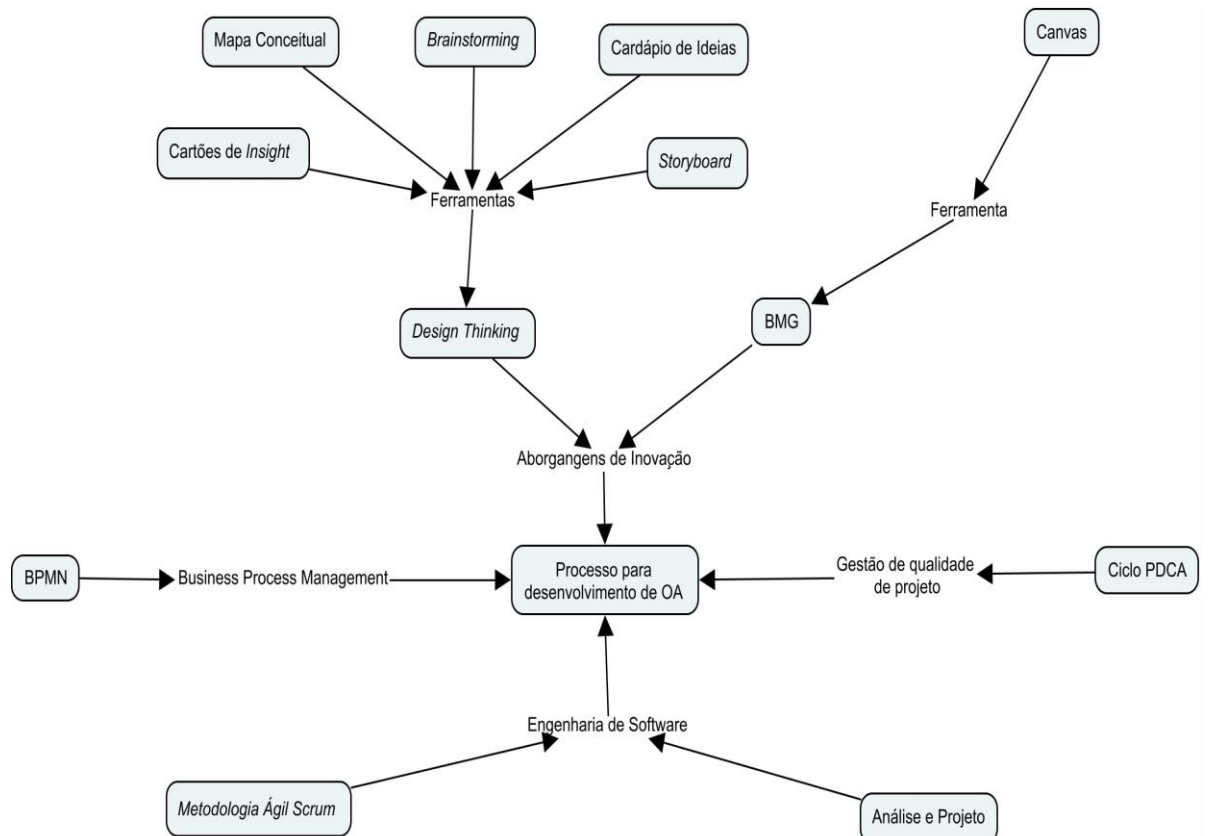 Mapa Conceitual
Brainstorming
Cardápio de Ideias
Canvas
Cartões de Insight
Storyboard
Ferramentas
Ferramenta
Design Thinking
BMG
Aborgangens de Inovação
BPMN
Business Process Management
Processo para
desenvolvimento de OA
Gestão de qualidade
de projeto
Ciclo PDCA
Engenharia de Software
Metodologia Ágil Scrum
Análise e Projeto